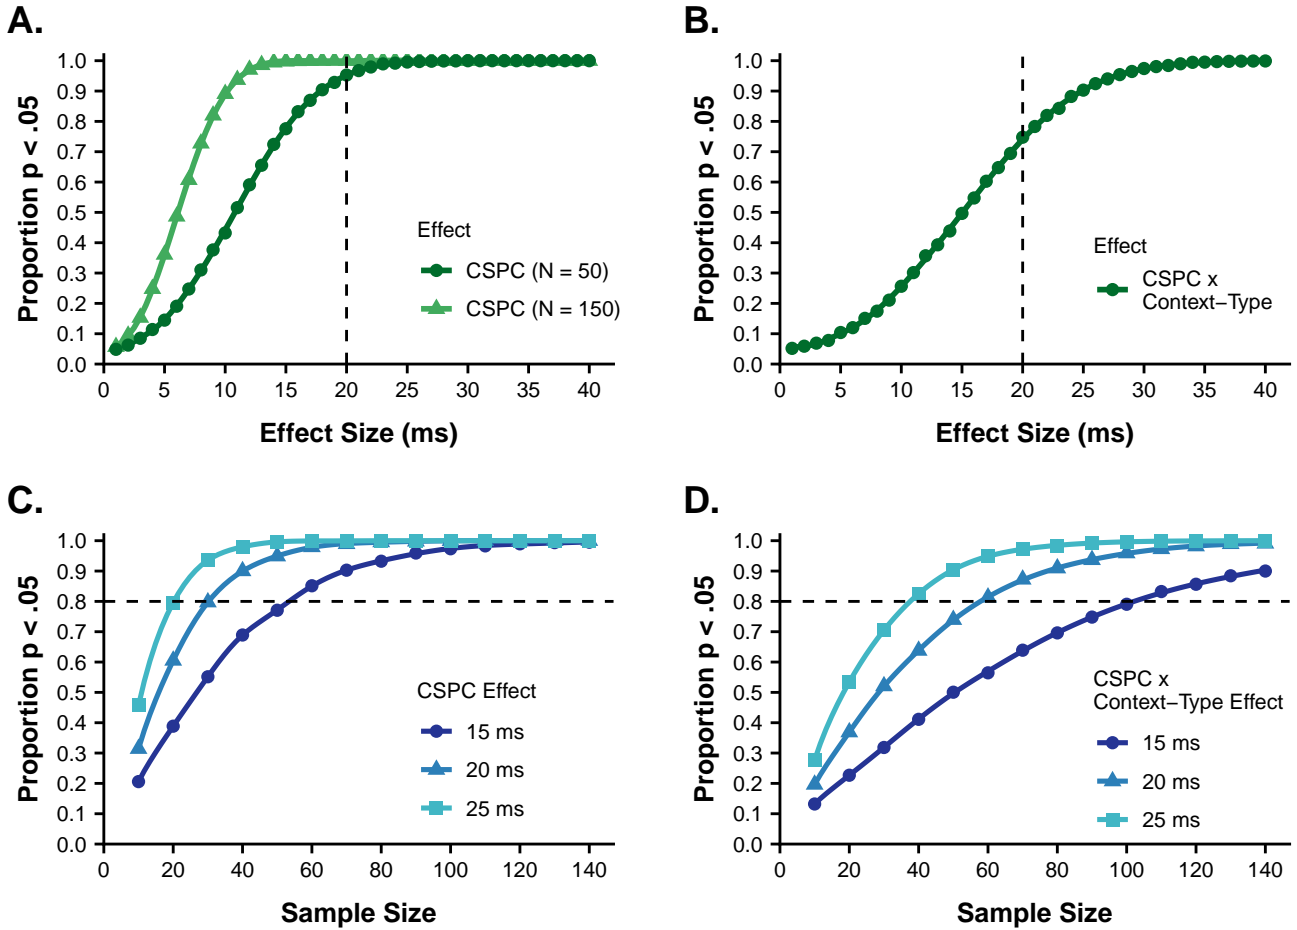 A.
Proportion p < .05
1.0
0.9
0.8
0.7
0.6
0.5
0.4
0.3
0.2
0.1
0.0
0 5 10 15 20 25 30 35 40
Effect Size (ms)
Effect
CSPC (N = 50)
CSPC (N = 150)
B.
Proportion p < .05
1.0
0.9
0.8
0.7
0.6
0.5
0.4
0.3
0.2
0.1
0.0
0 5 10 15 20 25 30 35 40
Effect Size (ms)
Effect
CSPC x
Context−Type
C.
Proportion p < .05
1.0
0.9
0.8
0.7
0.6
0.5
0.4
0.3
0.2
0.1
0.0
0 20 40 60 80 100 120 140
Sample Size
CSPC Effect
15 ms
20 ms
25 ms
D.
Proportion p < .05
1.0
0.9
0.8
0.7
0.6
0.5
0.4
0.3
0.2
0.1
0.0
0 20 40 60 80 100 120 140
Sample Size
CSPC x
Context−Type Effect
15 ms
20 ms
25 ms